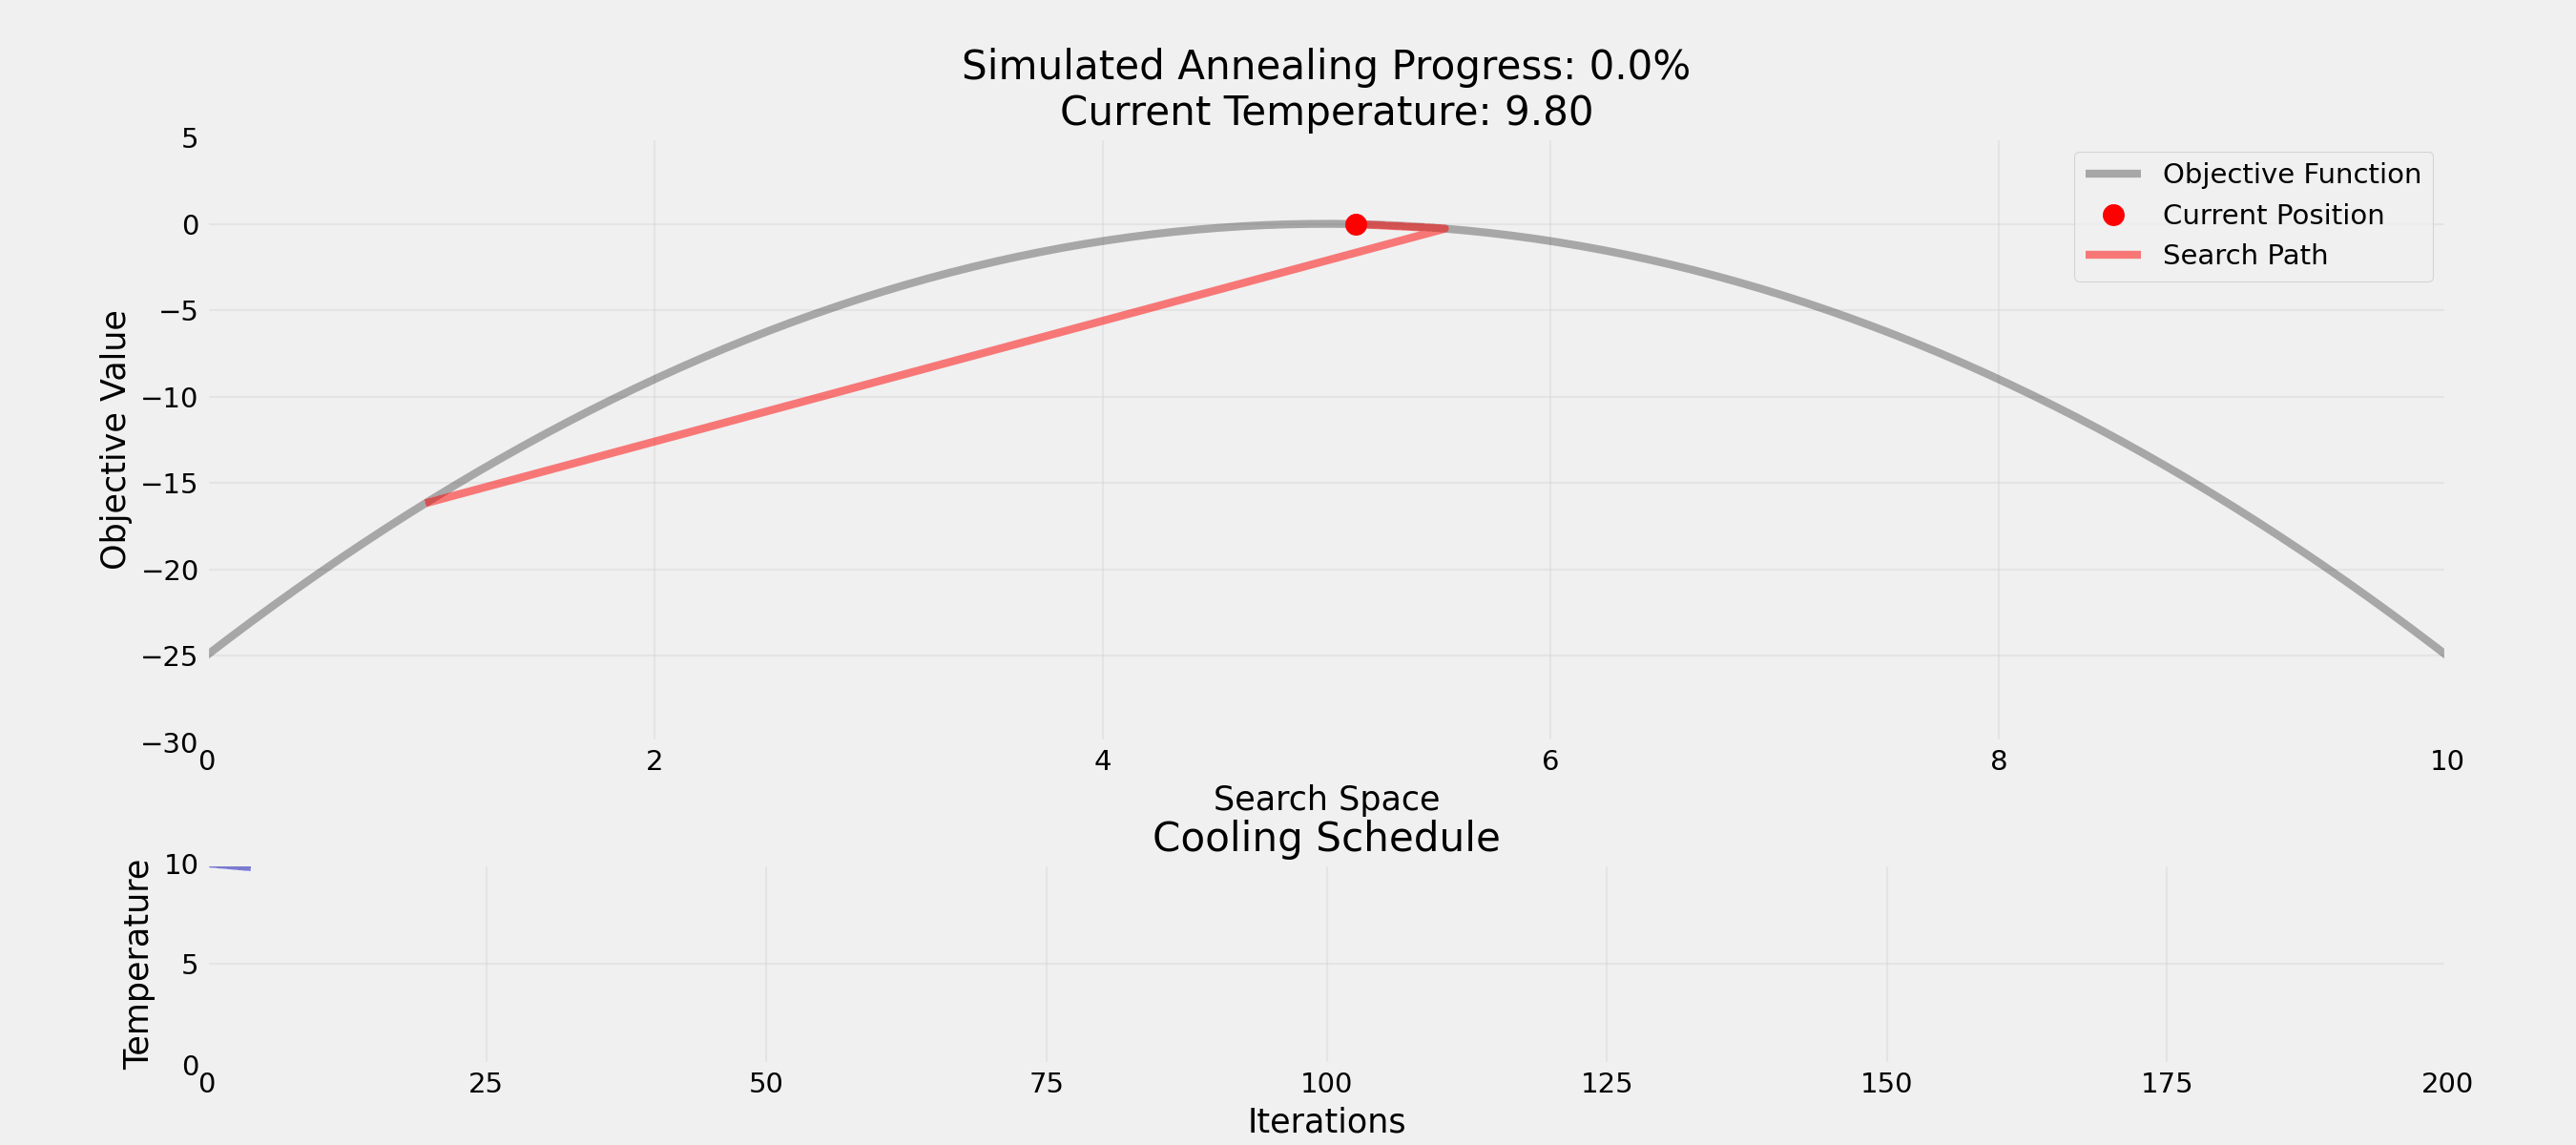 Simulated Annealing Progress: 0.0%
Current Temperature: 9.80
5
0
−5
−10
−15
−20
−25
−30
Objective Value
Objective Function
Current Position
Search Path
0 2 4 6 8 10
Search Space
Cooling Schedule
10
5
0
Temperature
0 25 50 75 100 125 150 175 200
Iterations